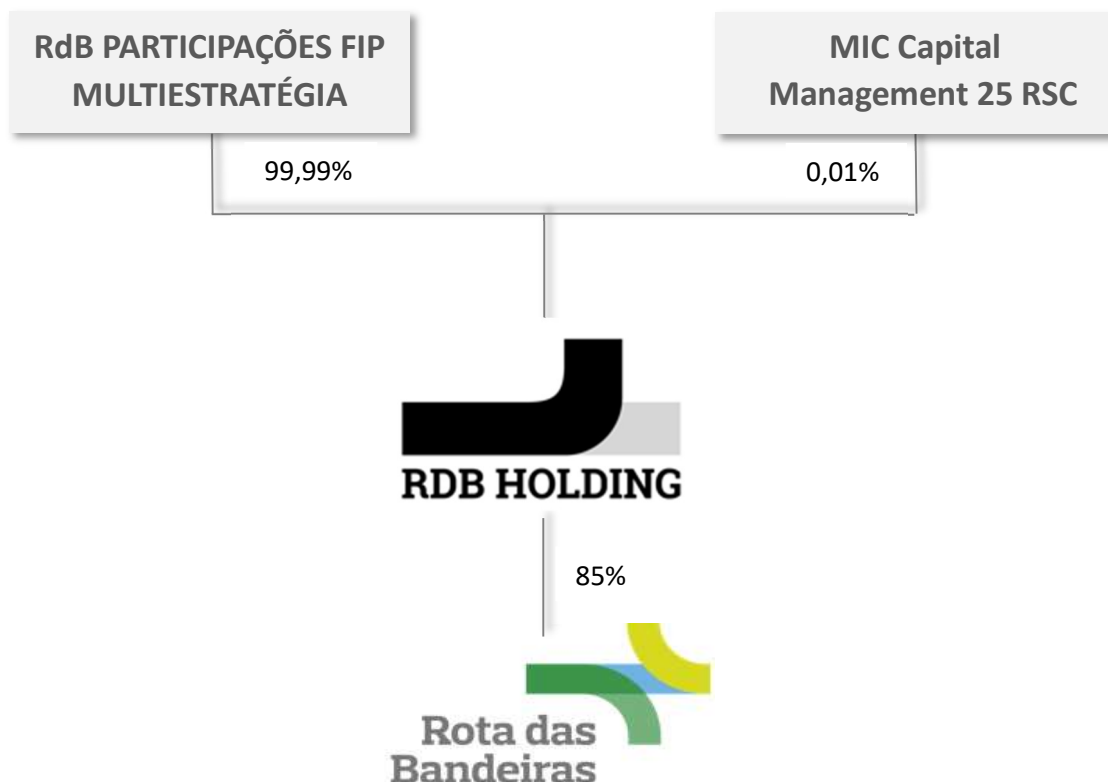 RdB PARTICIPAÇÕES FIP
MULTIESTRATÉGIA
MIC Capital
Management 25 RSC
99,99%
0,01%
RDB HOLDING
85%
Rota das
Bandeiras